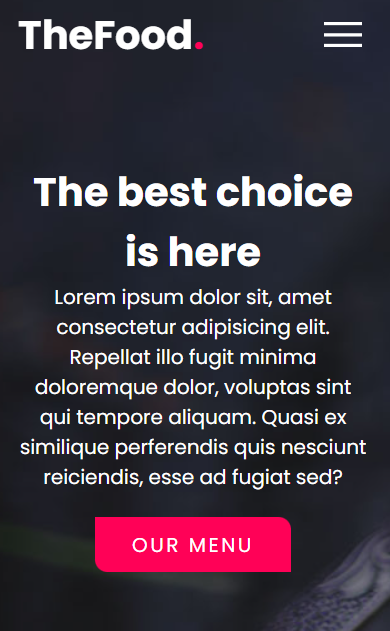 TheFood.
The best choice
is here
Lorem ipsum dolor sit, amet
consectetur adipisicing elit.
Repellat illo fugit minima
doloremque dolor, voluptas sint
qui tempore aliquam. Quasi ex
similique perferendis quis nesciunt
reiciendis, esse ad fugiat sed?
OUR MENU